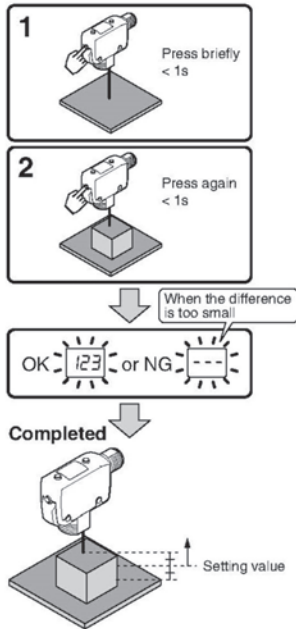 1
Press briefly
< 1s
2
Press again
< 1s
When the difference
is too small
OK 123 or NG ---
Completed
Setting value